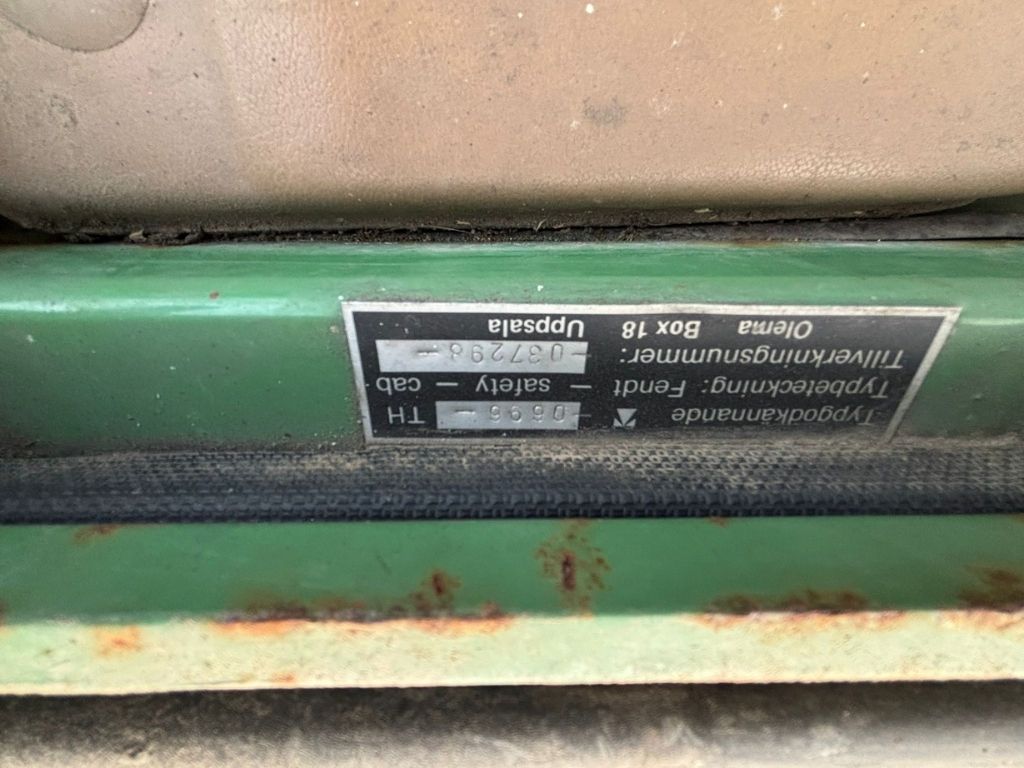 Typgodkännande - 0696 - TH
Typbeteckning: Fendt - safety - cab
Tillverkningsnummer: - 037298 -
Olema Box 18 Uppsala